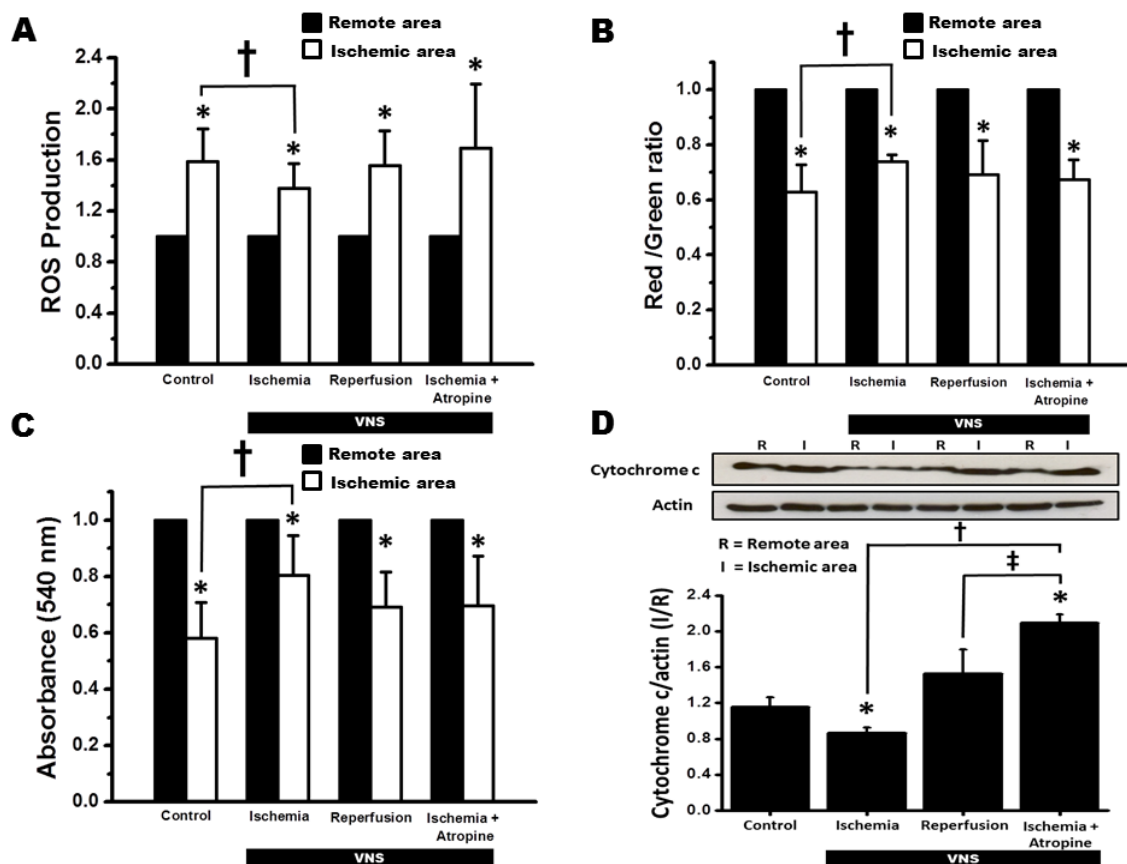 A
Remote area
Ischemic area
†
ROS Production
2.4
2.0
1.6
1.2
0.8
0.4
0.0
* * * *
Control Ischemia Reperfusion Ischemia +
Atropine
VNS
B
Remote area
Ischemic area
†
Red /Green ratio
1.0
0.8
0.6
0.4
0.2
0.0
* * * *
Control Ischemia Reperfusion Ischemia +
Atropine
VNS
C
Remote area
Ischemic area
†
Absorbance (540 nm)
1.0
0.8
0.6
0.4
0.2
0.0
* * * *
Control Ischemia Reperfusion Ischemia +
Atropine
VNS
D
R I R I R I R I
Cytochrome c
Actin
R = Remote area
I = Ischemic area
†
‡
Cytochrome c/actin (I/R)
2.4
2.0
1.6
1.2
0.8
0.4
0.0
* *
Control Ischemia Reperfusion Ischemia +
Atropine
VNS